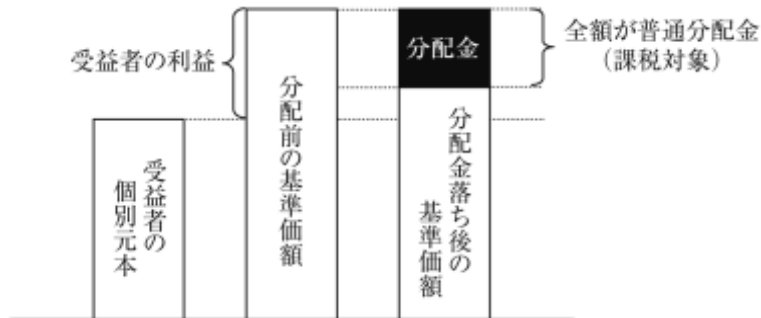 受益者の利益
分配金
全額が普通分配金
(課税対象)
受益者の
個別元本
分配前の基準価額
分配金落ち後の
基準価額